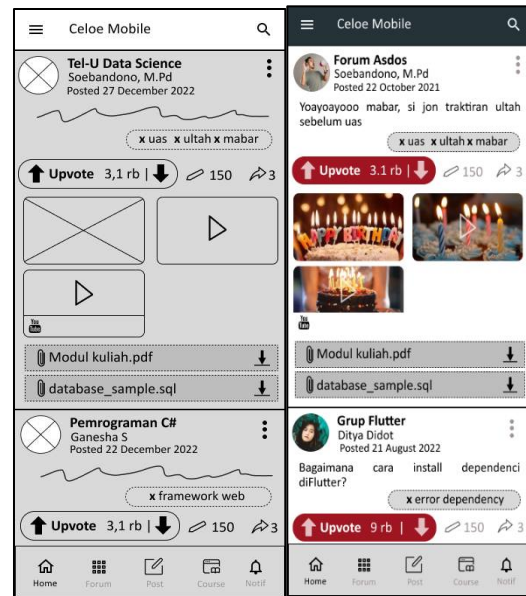 Celoe Mobile
Tel-U Data Science
Soebandono, M.Pd
Posted 27 December 2022
x uas x ultah x mabar
Upvote 3,1 rb |
150
3
You
Tube
Modul kuliah.pdf
database_sample.sql
Pemrograman C#
Ganesha S
Posted 22 December 2022
x framework web
Upvote 3,1 rb |
150
3
Home Forum Post Course Notif
Celoe Mobile
Forum Asdos
Soebandono, M.Pd
Posted 22 October 2021
Yoayoayooo mabar, si jon traktiran ultah
sebelum uas
x uas x ultah x mabar
Upvote 3.1 rb |
150
3
HAPPY BIRTHDAY
You
Tube
Modul kuliah.pdf
database_sample.sql
Grup Flutter
Ditya Didot
Posted 21 August 2022
Bagaimana cara install dependenci
diFlutter?
x error dependency
Upvote 9 rb |
150
3
Home Forum Post Course Notif